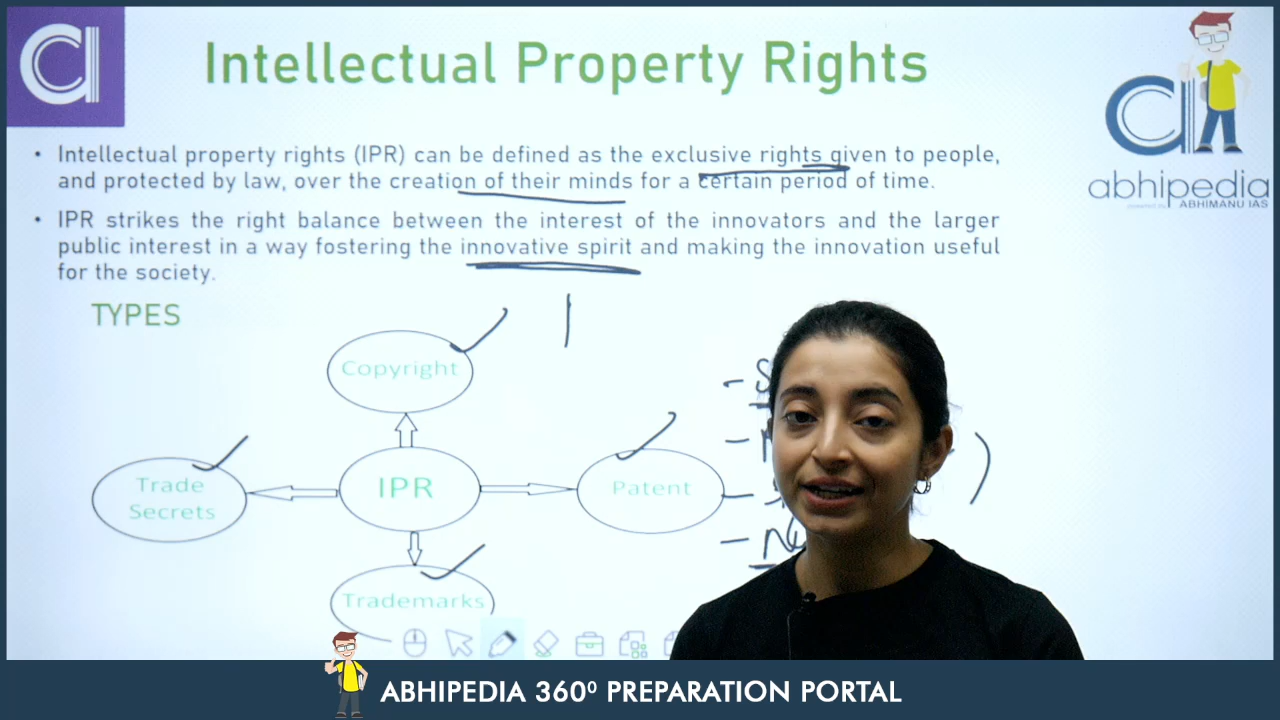 Intellectual Property Rights
• Intellectual property rights (IPR) can be defined as the exclusive rights given to people,
and protected by law, over the creation of their minds for a certain period of time.
• IPR strikes the right balance between the interest of the innovators and the larger
public interest in a way fostering the innovative spirit and making the innovation useful
for the society.
TYPES
Copyright
Trade
Secrets
IPR
Patent
Trademarks
abhipedia
powered by ABHIMANU IAS
ABHIPEDIA 360⁰ PREPARATION PORTAL